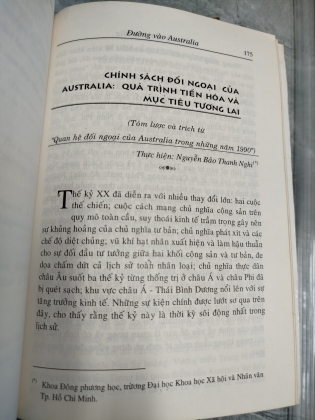 Đường vào Australia
175
CHÍNH SÁCH ĐỐI NGOẠI CỦA
AUSTRALIA: QUÁ TRÌNH TIẾN HÓA VÀ
MỤC TIÊU TƯƠNG LAI
(Tóm lược và trích từ
"Quan hệ đối ngoại của Australia trong những năm 1990")
Thực hiện: Nguyễn Bảo Thanh Nghi(*)
Thế kỷ XX đã diễn ra với nhiều thay đổi lớn: hai cuộc
thế chiến; cuộc cách mạng chủ nghĩa cộng sản trên
quy mô toàn cầu, suy thoái kinh tế trầm trọng gây nên
sự khủng hoảng của chủ nghĩa tư bản; chủ nghĩa phát xít và các
chế độ diệt chủng; vũ khí hạt nhân xuất hiện và làm hậu thuẫn
cho sự đối đầu tư tưởng giữa hai khối cộng sản và tư bản, đe
dọa chấm dứt cả lịch sử toàn nhân loại; chủ nghĩa thực dân
châu Âu suốt ba thế kỷ từng thống trị ở châu Á và châu Phi đã
bị quét sạch; khu vực châu Á - Thái Bình Dương nổi lên với sự
tăng trưởng kinh tế. Những sự kiện chính được lướt sơ qua trên
đây, cho thấy rằng thế kỷ này là thời kỳ sôi động nhất trong
lịch sử.
(*) Khoa Đông phương học, trường Đại học Khoa học Xã hội và Nhân văn
Tp. Hồ Chí Minh.